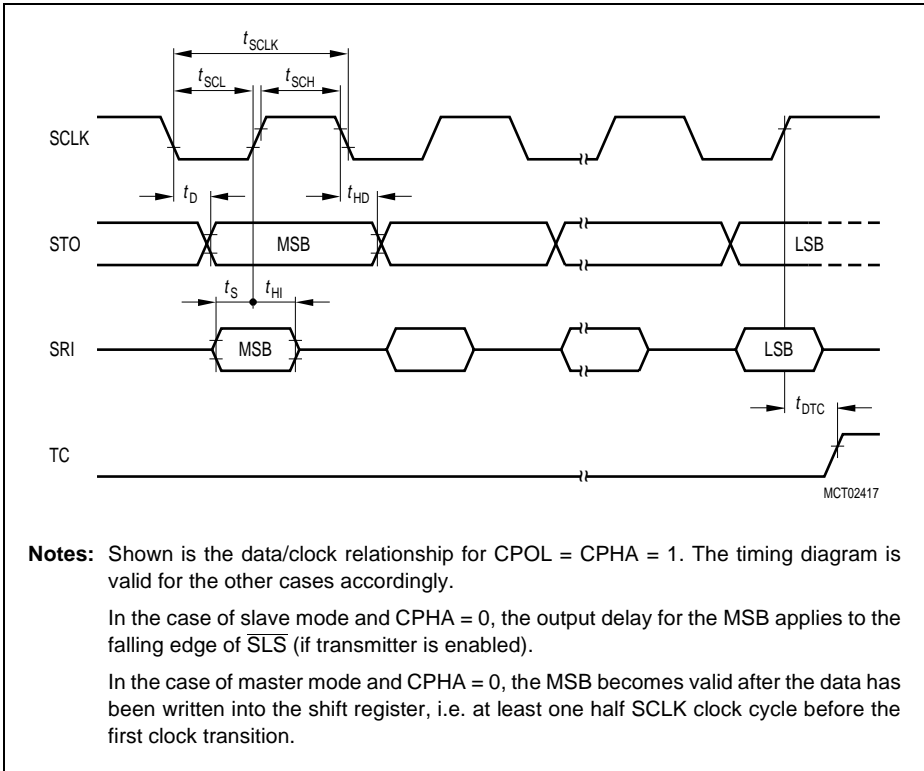 tSCLK
tSCL tSCH
SCLK
tD tHD
STO MSB LSB
tS tHI
SRI MSB LSB
tDTC
TC
MCT02417
Notes: Shown is the data/clock relationship for CPOL = CPHA = 1. The timing diagram is
valid for the other cases accordingly.
In the case of slave mode and CPHA = 0, the output delay for the MSB applies to the
falling edge of SLS (if transmitter is enabled).
In the case of master mode and CPHA = 0, the MSB becomes valid after the data has
been written into the shift register, i.e. at least one half SCLK clock cycle before the
first clock transition.